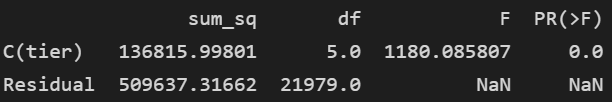 sum_sq df F PR(>F)
C(tier) 136815.99801 5.0 1180.085807 0.0
Residual 509637.31662 21979.0 NaN NaN